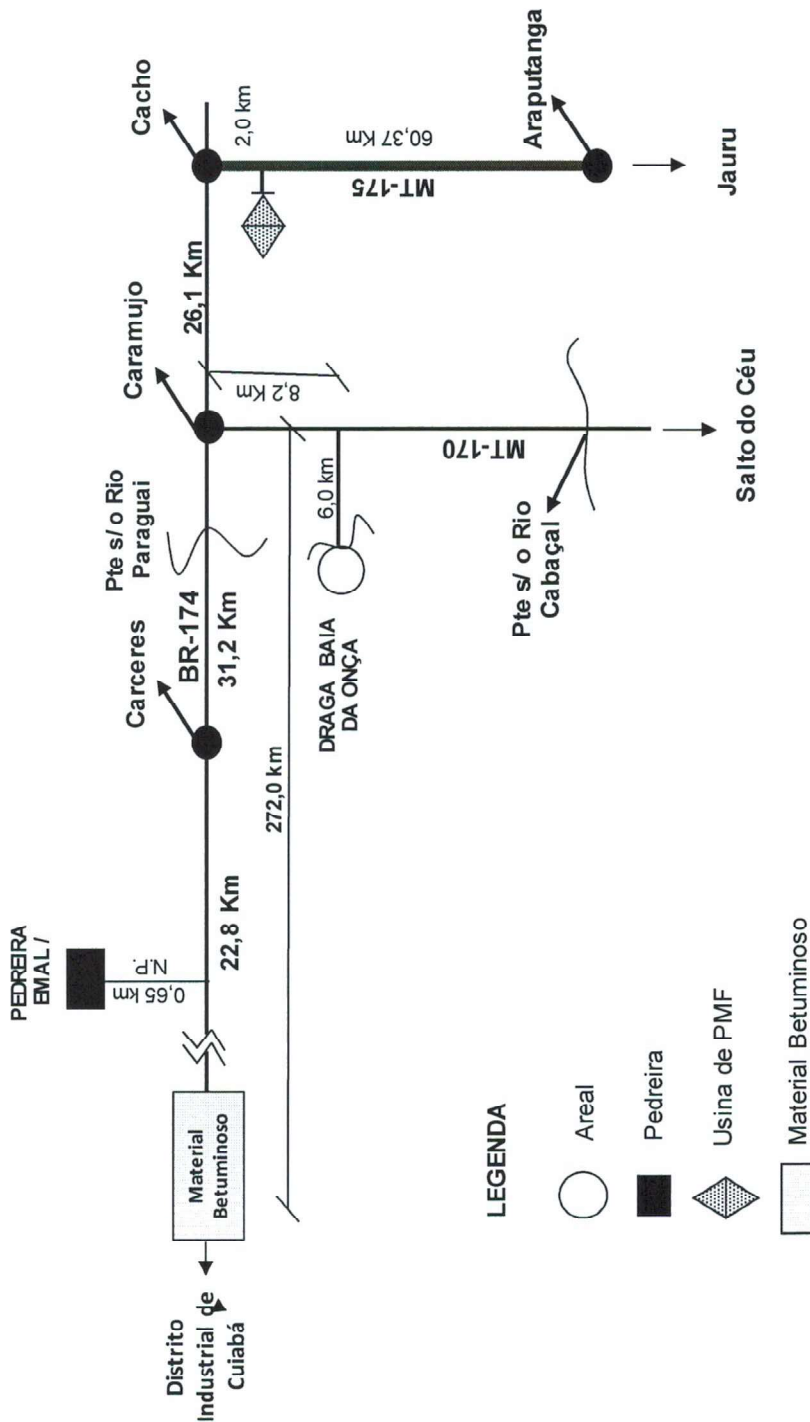 PEDREIRA
EMAL /
N.P.
0,65 km
22,8 Km
Carceres
BR-174
31,2 Km
Pte s/ o Rio
Paraguai
Caramujo
26,1 Km
Cacho
2,0 km
60,37 Km
MT-175
Araputanga
Jauru
8,2 Km
272,0 km
6,0 km
DRAGA BAIA
DA ONÇA
MT-170
Pte s/ o Rio
Cabaçal
Salto do Céu
Material
Betuminoso
Distrito
Industrial de
Cuiabá
LEGENDA
Areal
Pedreira
Usina de PMF
Material Betuminoso